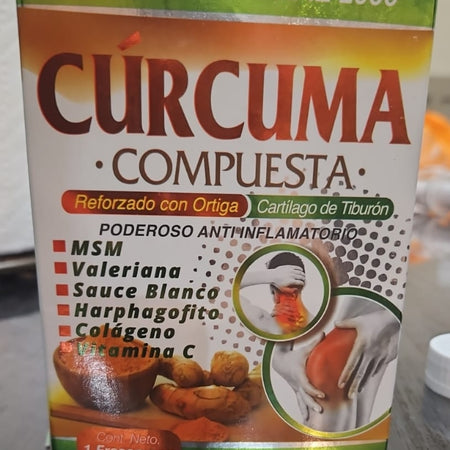 CÚRCUMA
·COMPUESTA·
Reforzado con Ortiga Cartílago de Tiburón
PODEROSO ANTI INFLAMATORIO
MSM
Valeriana
Sauce Blanco
Harphagofito
Colágeno
Vitamina C
Cont. Neto.